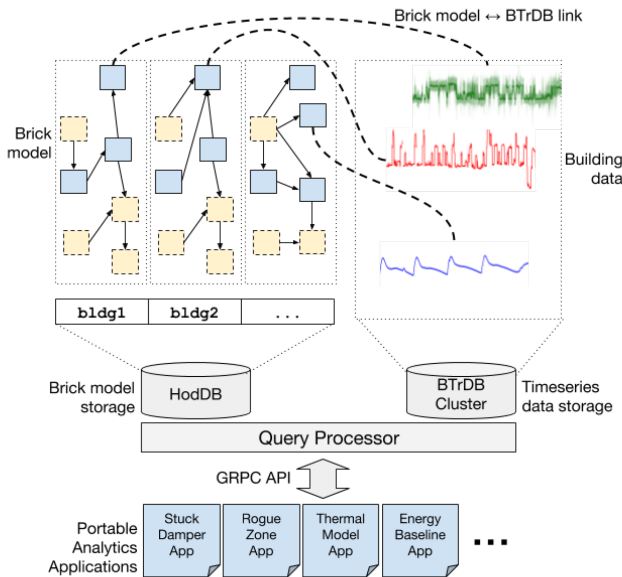 Brick model ↔ BTrDB link
Brick
model
Building
data
bldg1
bldg2
...
Brick model
storage
HodDB
BTrDB
Cluster
Timeseries
data storage
Query Processor
GRPC API
Portable
Analytics
Applications
Stuck
Damper
App
Rogue
Zone
App
Thermal
Model
App
Energy
Baseline
App
...